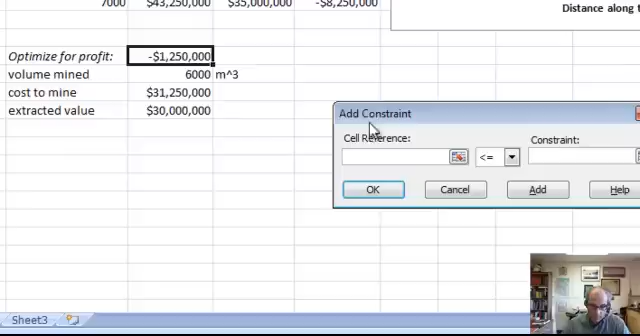 7000 $43,250,000 $35,000,000 -$8,250,000
Distance along t
Optimize for profit: -$1,250,000
volume mined 6000 m^3
cost to mine $31,250,000
extracted value $30,000,000
Add Constraint
Cell Reference: Constraint:
<=
OK Cancel Add Help
Sheet3